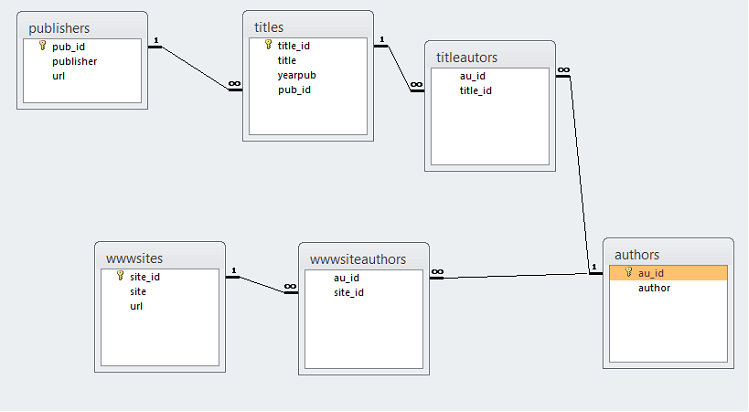 publishers
pub_id
publisher
url
1
∞
titles
title_id
title
yearpub
pub_id
1
∞
titleautors
au_id
title_id
∞
wwwsites
site_id
site
url
1
∞
wwwsiteauthors
au_id
site_id
∞
1
authors
au_id
author